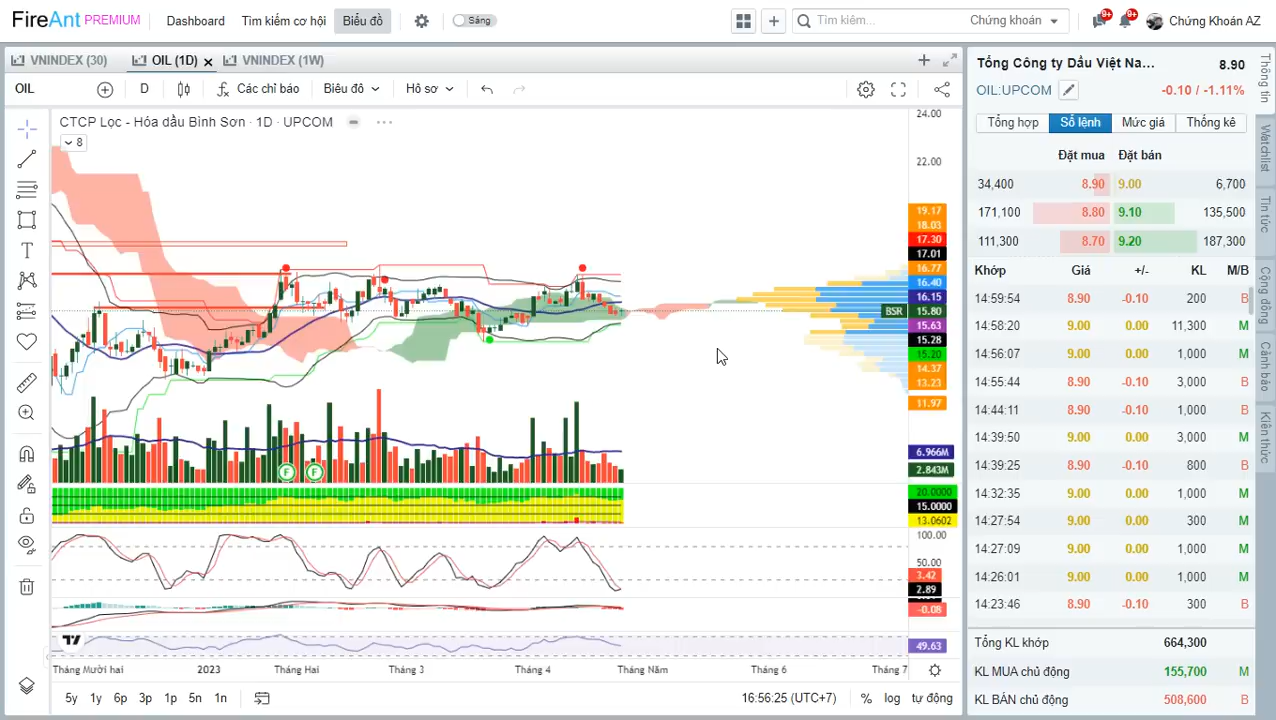 FireAnt PREMIUM
Dashboard
Tìm kiếm cơ hội
Biểu đồ
Sáng
Tìm kiếm...
Chứng khoán
9+
9+
Chứng Khoán AZ
VNINDEX (30)
OIL (1D)
VNINDEX (1W)
OIL
D
Các chỉ báo
Biểu đồ
Hồ sơ
CTCP Lọc - Hóa dầu Bình Sơn · 1D · UPCOM
8
24.00
22.00
19.17
18.03
17.30
17.01
16.77
16.40
16.15
BSR 15.80
15.63
15.28
15.20
14.37
13.23
11.97
6.966M
2.843M
20.0000
15.0000
13.0602
100.00
50.00
3.42
2.89
-0.08
49.63
F
F
Tháng Mười hai
2023
Tháng Hai
Tháng 3
Tháng 4
Tháng Năm
Tháng 6
Tháng 7
5y 1y 6p 3p 1p 5n 1n
16:56:25 (UTC+7)
% log tự động
Tổng Công ty Dầu Việt Na...
8.90
OIL:UPCOM
-0.10 / -1.11%
Tổng hợp
Sổ lệnh
Mức giá
Thống kê
Đặt mua Đặt bán
34,400 8.90 9.00 6,700
171,100 8.80 9.10 135,500
111,300 8.70 9.20 187,300
Khớp Giá +/- KL M/B
14:59:54 8.90 -0.10 200 B
14:58:20 9.00 0.00 11,300 M
14:56:07 9.00 0.00 1,000 M
14:55:44 8.90 -0.10 3,000 B
14:44:11 8.90 -0.10 1,000 B
14:39:50 9.00 0.00 3,000 M
14:39:25 9.00 0.00 800 M
14:32:35 9.00 0.00 1,000 M
14:27:54 9.00 0.00 300 M
14:27:09 9.00 0.00 1,000 M
14:26:01 9.00 0.00 1,000 M
14:23:46 8.90 -0.10 300 B
Tổng KL khớp 664,300
KL MUA chủ động 155,700 M
KL BÁN chủ động 508,600 B
Thông tin
Watchlist
Tin tức
Cộng đồng
Cảnh báo
Kiến thức